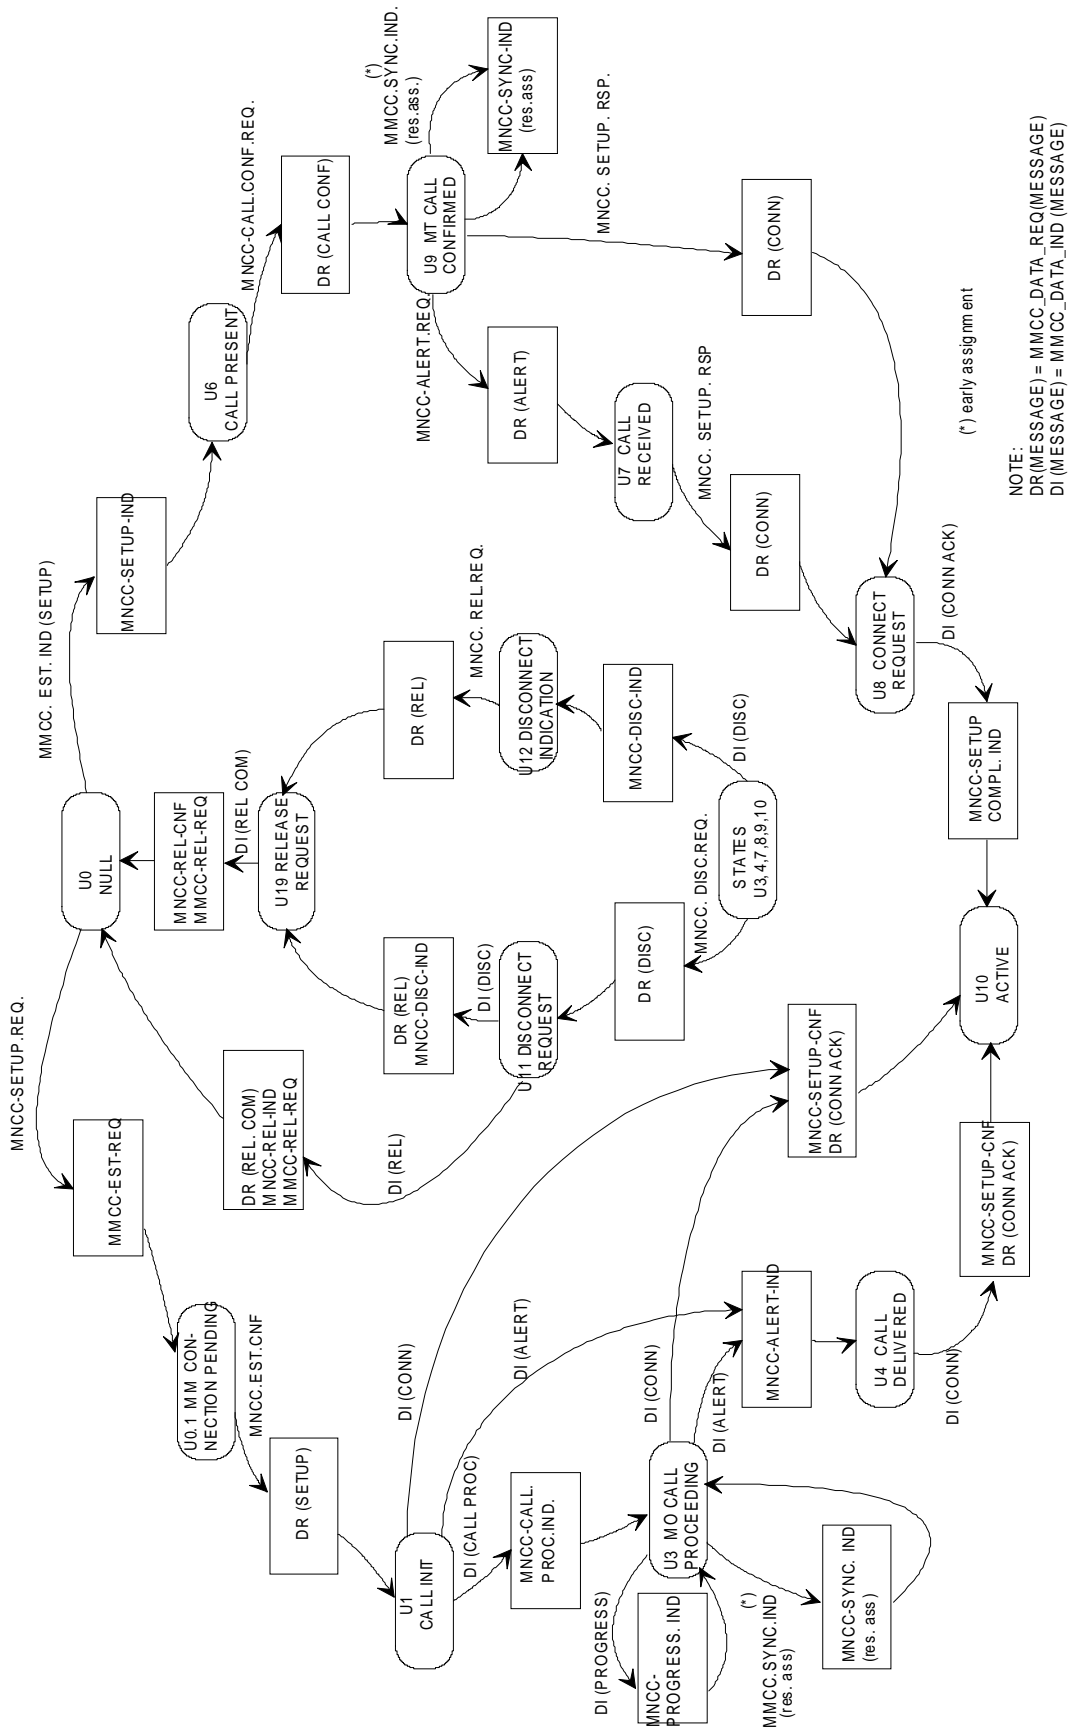 MNCC-SETUP.REQ.
MMCC. EST. IND (SETUP)
U0
NULL
MMCC-EST-REQ
MNCC-SETUP-IND
U0.1 MM CON-
NECTION PENDING
MNCC.EST.CNF
DR (SETUP)
U1
CALL INIT
DI (CONN)
DI (ALERT)
DI (CALL PROC)
MNCC-CALL.
PROC.IND.
DI (PROGRESS)
MNCC-
PROGRESS. IND
U3 MO CALL
PROCEEDING
(*)
MMCC.SYNC.IND
(res. ass)
MNCC-SYNC. IND
(res. ass)
DI (CONN)
DI (ALERT)
MNCC-ALERT-IND
U4 CALL
DELIVERED
DI (CONN)
MNCC-SETUP-CNF
DR (CONN ACK)
MNCC-SETUP-CNF
DR (CONN ACK)
U10
ACTIVE
DR (REL. COM)
MNCC-REL-IND
MMCC-REL-REQ
DI (REL)
MNCC-REL-CNF
MMCC-REL-REQ
DI (REL COM)
U19 RELEASE
REQUEST
DR (REL)
MNCC-DISC-IND
DI (DISC)
U11 DISCONNECT
REQUEST
DR (DISC)
MNCC. DISC.REQ.
STATES
U3,4,7,8,9,10
DI (DISC)
MNCC-DISC-IND
U12 DISCONNECT
INDICATION
MNCC. REL.REQ.
DR (REL)
U6
CALL PRESENT
MNCC-CALL.CONF.REQ.
DR (CALL CONF)
U9 MT CALL
CONFIRMED
(*)
MMCC.SYNC.IND.
(res.ass.)
MNCC-SYNC-IND
(res.ass)
MNCC-ALERT.REQ.
DR (ALERT)
U7 CALL
RECEIVED
MNCC. SETUP. RSP
DR (CONN)
MNCC. SETUP. RSP.
DR (CONN)
U8 CONNECT
REQUEST
DI (CONN ACK)
MNCC-SETUP
COMPL. IND
(*) early assignment
NOTE:
DR(MESSAGE) = MMCC_DATA_REQ(MESSAGE)
DI (MESSAGE) = MMCC_DATA_IND (MESSAGE)